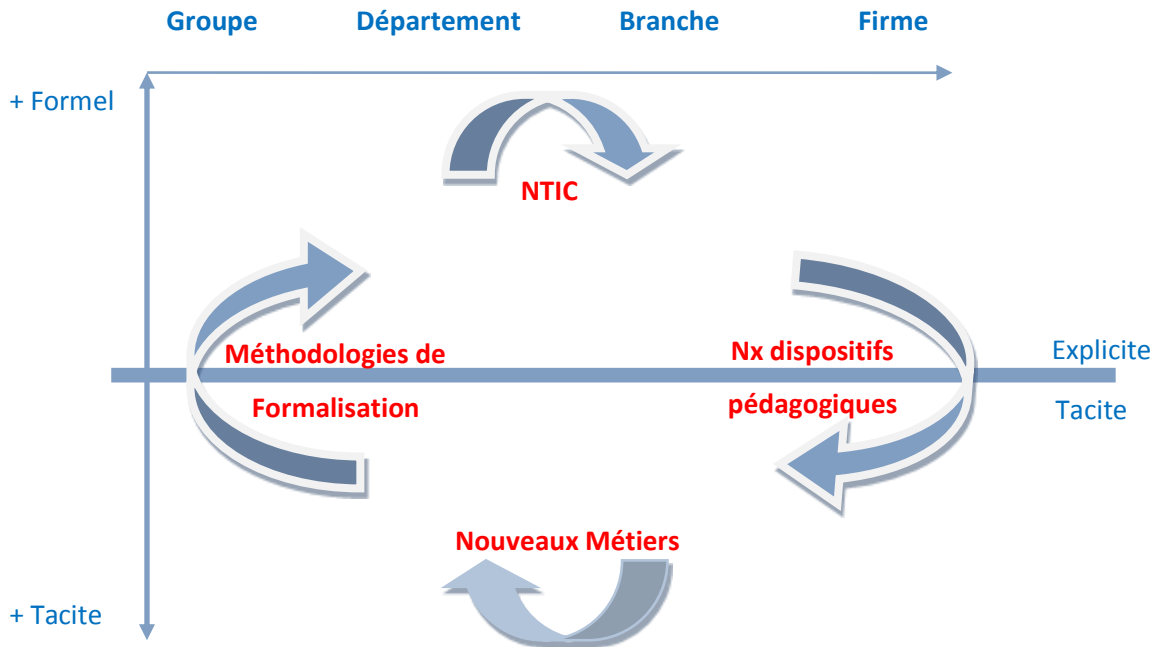 Groupe Département Branche Firme
+ Formel
NTIC
Méthodologies de
Formalisation
Nx dispositifs
pédagogiques
Explicite
Tacite
Nouveaux Métiers
+ Tacite